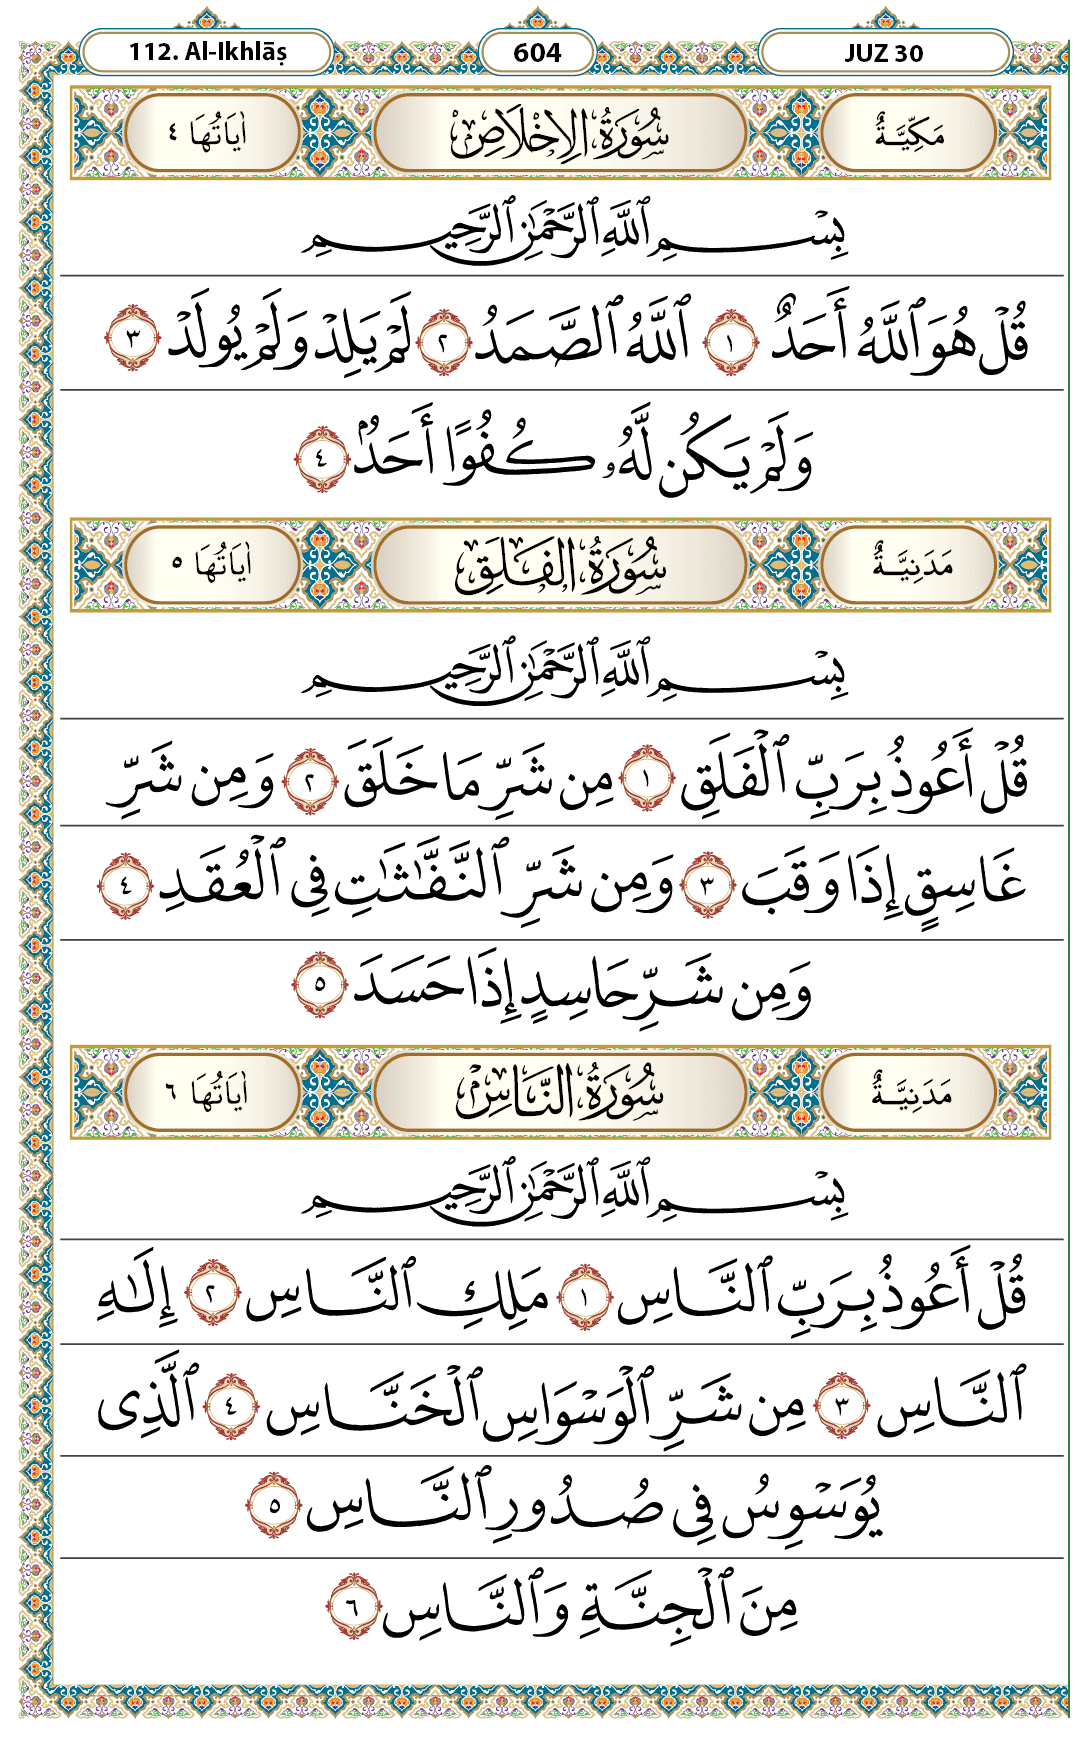 112. Al-Ikhlāṣ 604 JUZ 30
مَكِّيَّةٌ سُورَةُ الإِخْلَاصِ اٰيَاتُهَا ٤
بِسْمِ ٱللَّهِ ٱلرَّحْمَٰنِ ٱلرَّحِيمِ
قُلْ هُوَ ٱللَّهُ أَحَدٌ ١ ٱللَّهُ ٱلصَّمَدُ ٢ لَمْ يَلِدْ وَلَمْ يُولَدْ ٣
وَلَمْ يَكُن لَّهُۥ كُفُوًا أَحَدٌۢ ٤
مَدَنِيَّةٌ سُورَةُ الفَلَقِ اٰيَاتُهَا ٥
بِسْمِ ٱللَّهِ ٱلرَّحْمَٰنِ ٱلرَّحِيمِ
قُلْ أَعُوذُ بِرَبِّ ٱلْفَلَقِ ١ مِن شَرِّ مَا خَلَقَ ٢ وَمِن شَرِّ
غَاسِقٍ إِذَا وَقَبَ ٣ وَمِن شَرِّ ٱلنَّفَّٰثَٰتِ فِى ٱلْعُقَدِ ٤
وَمِن شَرِّ حَاسِدٍ إِذَا حَسَدَ ٥
مَدَنِيَّةٌ سُورَةُ النَّاسِ اٰيَاتُهَا ٦
بِسْمِ ٱللَّهِ ٱلرَّحْمَٰنِ ٱلرَّحِيمِ
قُلْ أَعُوذُ بِرَبِّ ٱلنَّاسِ ١ مَلِكِ ٱلنَّاسِ ٢ إِلَٰهِ
ٱلنَّاسِ ٣ مِن شَرِّ ٱلْوَسْوَاسِ ٱلْخَنَّاسِ ٤ ٱلَّذِى
يُوَسْوِسُ فِى صُدُورِ ٱلنَّاسِ ٥
مِنَ ٱلْجِنَّةِ وَٱلنَّاسِ ٦